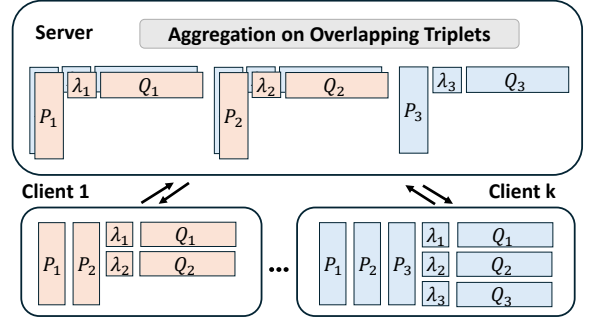 Server
Aggregation on Overlapping Triplets
P₁ λ₁ Q₁ P₂ λ₂ Q₂ P₃ λ₃ Q₃
Client 1
Client k
P₁ P₂ λ₁ Q₁
λ₂ Q₂
...
P₁ P₂ P₃ λ₁ Q₁
λ₂ Q₂
λ₃ Q₃